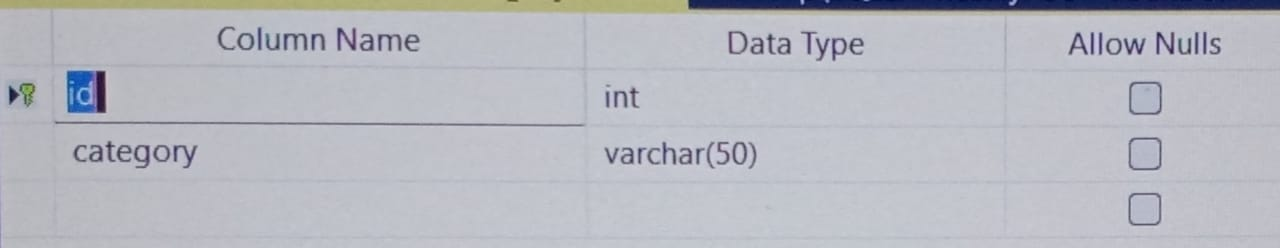 Column Name Data Type Allow Nulls
id int
category varchar(50)